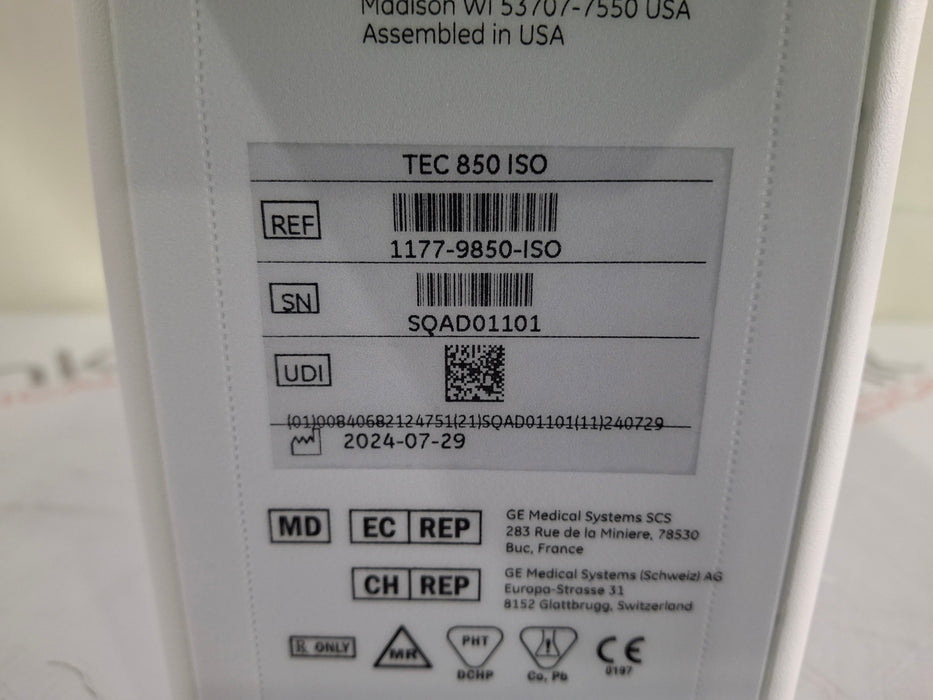 Madison WI 53707-7550 USA
Assembled in USA
TEC 850 ISO
REF
1177-9850-ISO
SN
SQAD01101
UDI
(01)00840682124751(21)SQAD01101(11)240729
2024-07-29
MD
EC REP
GE Medical Systems SCS
283 Rue de la Miniere, 78530
Buc, France
CH REP
GE Medical Systems (Schweiz) AG
Europa-Strasse 31
8152 Glattbrugg, Switzerland
℞ ONLY
MR
PHT
DCHP
!
Co, Pb
CE
0197